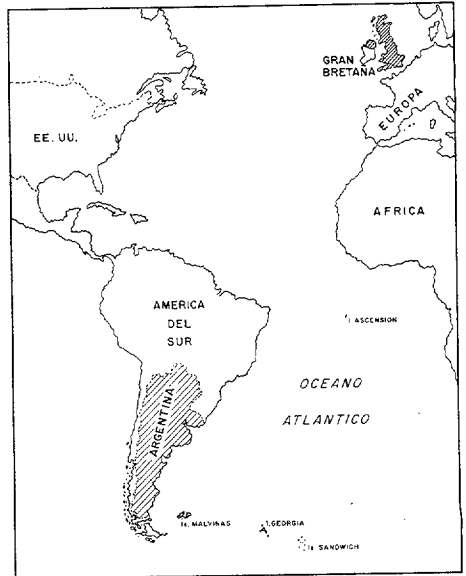 GRAN
BRETAÑA
EUROPA
EE. UU.
AFRICA
AMERICA
DEL
SUR
I. ASCENSION
OCEANO
ATLANTICO
ARGENTINA
Is. MALVINAS
I. GEORGIA
Is SANDWICH